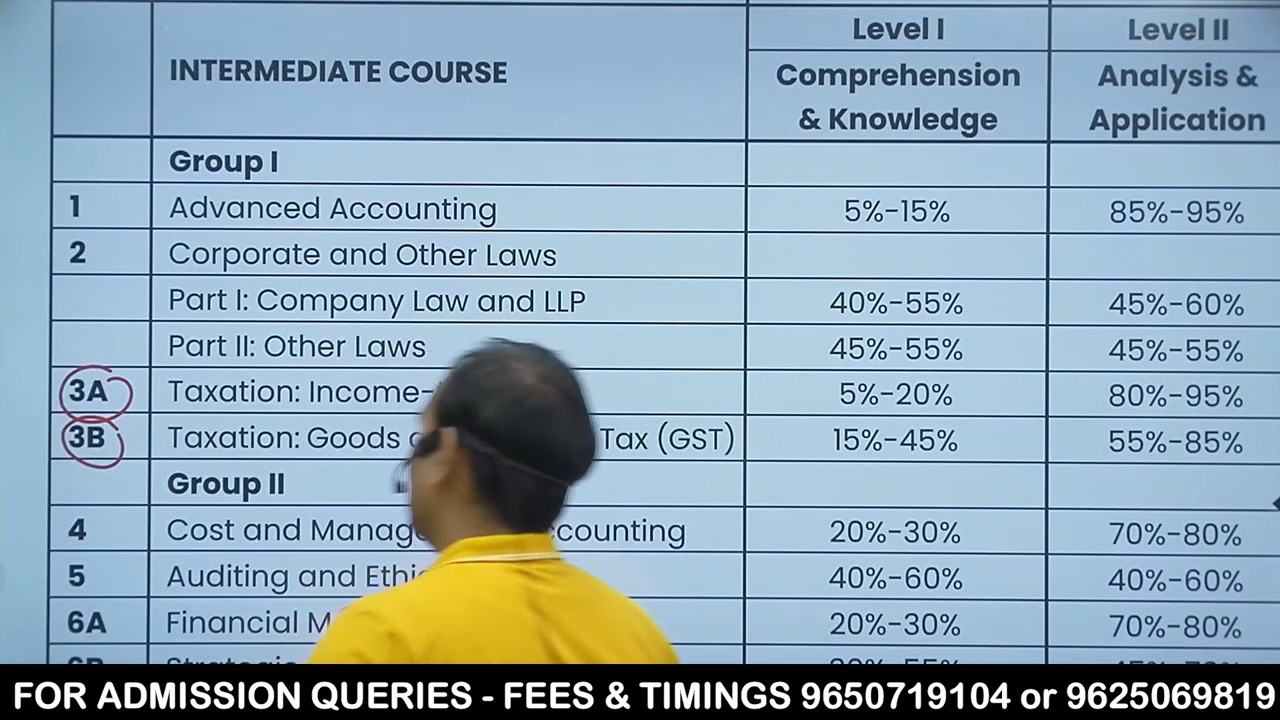 Level I Level II
INTERMEDIATE COURSE Comprehension & Knowledge Analysis & Application
Group I
1 Advanced Accounting 5%-15% 85%-95%
2 Corporate and Other Laws
Part I: Company Law and LLP 40%-55% 45%-60%
Part II: Other Laws 45%-55% 45%-55%
3A Taxation: Income- 5%-20% 80%-95%
3B Taxation: Goods Tax (GST) 15%-45% 55%-85%
Group II
4 Cost and 20%-30% 70%-80%
5 Auditing and 40%-60% 40%-60%
6A Financial 20%-30% 70%-80%
FOR ADMISSION QUERIES - FEES & TIMINGS 9650719104 or 9625069819